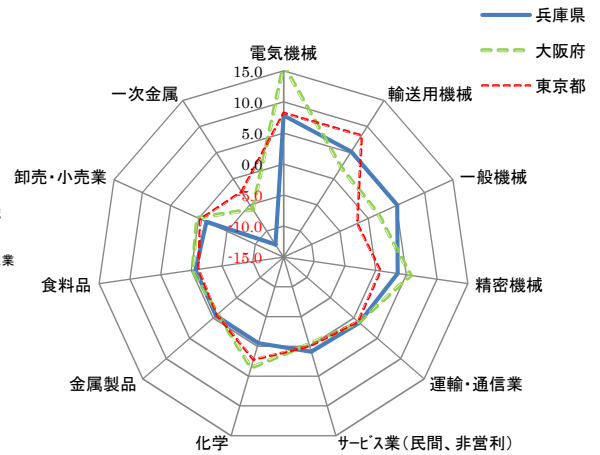 兵庫県
大阪府
東京都
電気機械
輸送用機械
一般機械
精密機械
運輸・通信業
サービス業(民間、非営利)
化学
金属製品
食料品
卸売・小売業
一次金属
15.0
10.0
5.0
0.0
-5.0
-10.0
-15.0
業